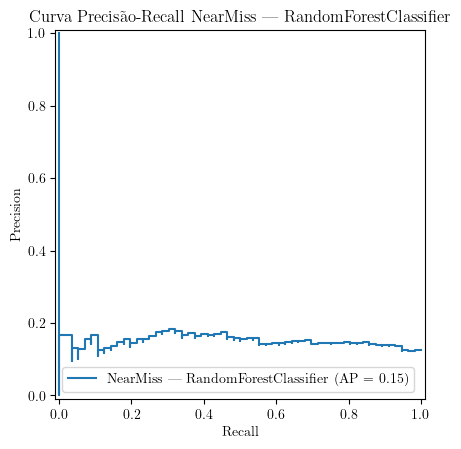 Curva Precisão-Recall NearMiss — RandomForestClassifier
1.0
0.8
0.6
0.4
0.2
0.0
Precision
NearMiss — RandomForestClassifier (AP = 0.15)
0.0 0.2 0.4 0.6 0.8 1.0
Recall